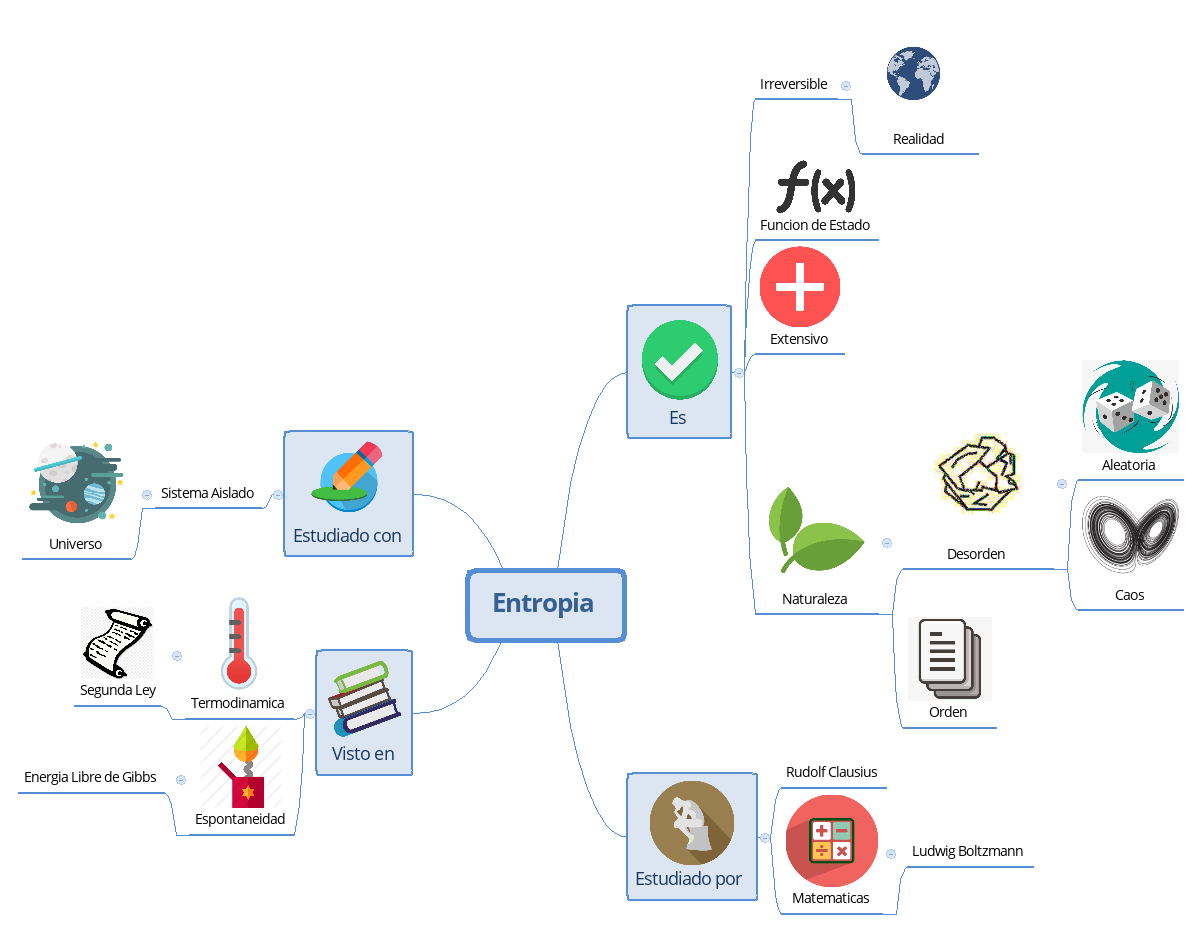 Entropia
Es
Irreversible
Realidad
f(x)
Funcion de Estado
Extensivo
Naturaleza
Desorden
Aleatoria
Caos
Orden
Estudiado con
Sistema Aislado
Universo
Visto en
Termodinamica
Segunda Ley
Espontaneidad
Energia Libre de Gibbs
Estudiado por
Rudolf Clausius
Matematicas
Ludwig Boltzmann